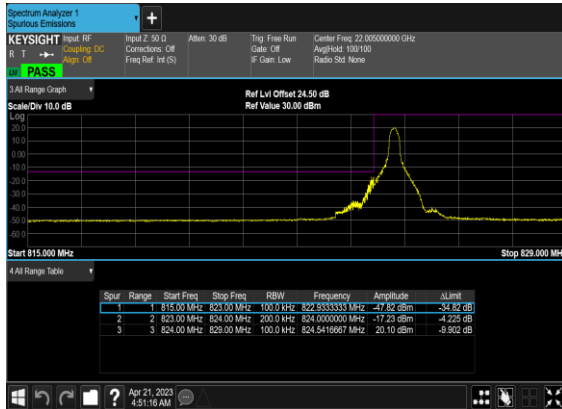 Spectrum Analyzer 1
Spurious Emissions
KEYSIGHT
R T
LXI PASS
Input: RF
Coupling: DC
Align: Off
Input Z: 50 Ω
Corrections: Off
Freq Ref: Int (S)
Atten: 30 dB
Trig: Free Run
Gate: Off
IF Gain: Low
Center Freq: 22.005000000 GHz
Avg|Hold: 100/100
Radio Std: None
3 All Range Graph
Scale/Div 10.0 dB
Ref Lvl Offset 24.50 dB
Ref Value 30.00 dBm
Log
20.0
10.0
0.00
-10.0
-20.0
-30.0
-40.0
-50.0
-60.0
Start 815.000 MHz
Stop 829.000 MHz
4 All Range Table
Spur Range Start Freq Stop Freq RBW Frequency Amplitude ΔLimit
1 1 815.00 MHz 823.00 MHz 100.0 kHz 822.9333333 MHz -47.82 dBm -34.82 dB
2 2 823.00 MHz 824.00 MHz 200.0 kHz 824.0000000 MHz -17.23 dBm -4.225 dB
3 3 824.00 MHz 829.00 MHz 100.0 kHz 824.5416667 MHz 20.10 dBm -9.902 dB
Apr 21, 2023
4:51:16 AM